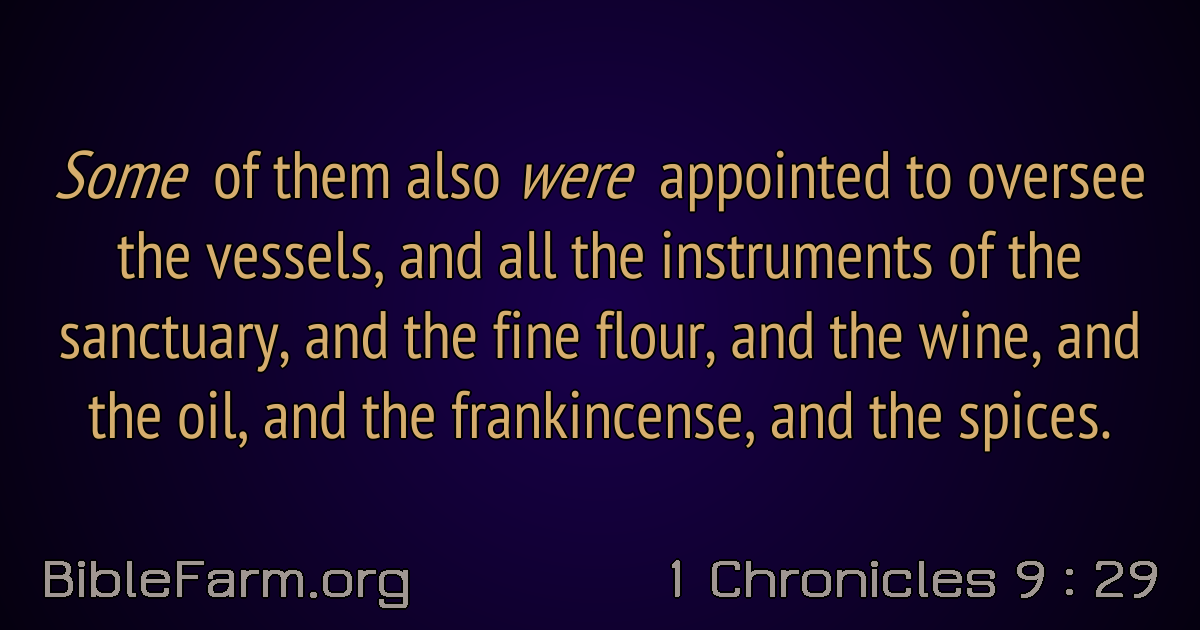 Some of them also were appointed to oversee
the vessels, and all the instruments of the
sanctuary, and the fine flour, and the wine, and
the oil, and the frankincense, and the spices.
BibleFarm.org
1 Chronicles 9 : 29